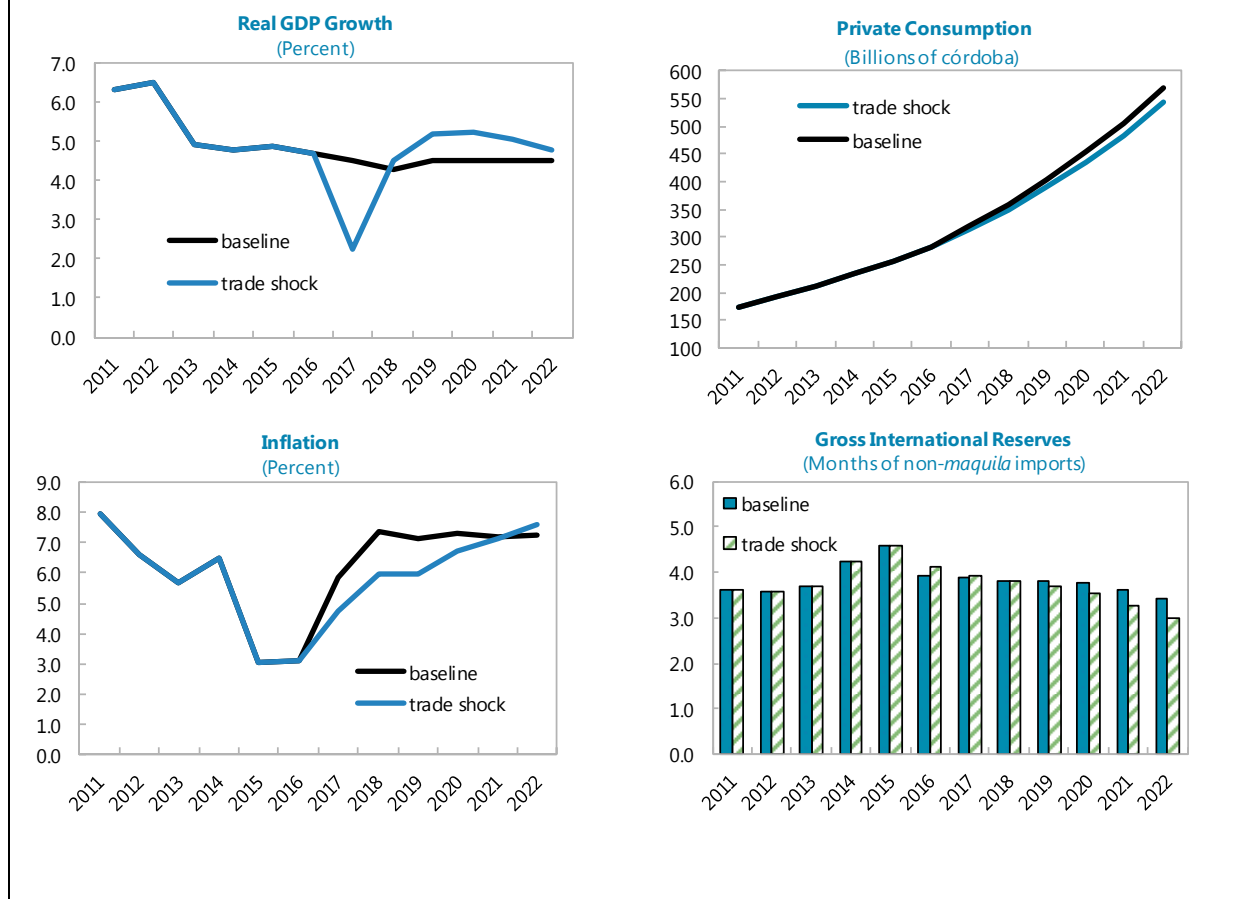 Real GDP Growth
(Percent)
7.0
6.0
5.0
4.0
3.0
2.0
1.0
0.0
baseline
trade shock
2011 2012 2013 2014 2015 2016 2017 2018 2019 2020 2021 2022
Private Consumption
(Billions of córdoba)
600
550
500
450
400
350
300
250
200
150
100
trade shock
baseline
2011 2012 2013 2014 2015 2016 2017 2018 2019 2020 2021 2022
Inflation
(Percent)
9.0
8.0
7.0
6.0
5.0
4.0
3.0
2.0
1.0
0.0
baseline
trade shock
2011 2012 2013 2014 2015 2016 2017 2018 2019 2020 2021 2022
Gross International Reserves
(Months of non-maquila imports)
6.0
5.0
4.0
3.0
2.0
1.0
0.0
baseline
trade shock
2011 2012 2013 2014 2015 2016 2017 2018 2019 2020 2021 2022